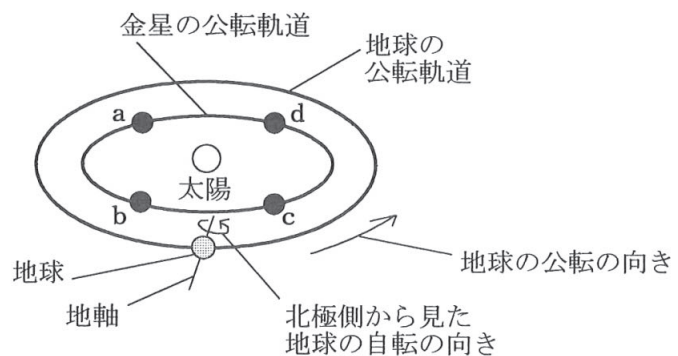 金星の公転軌道
地球の
公転軌道
a
d
太陽
b
c
地球
地軸
地球の公転の向き
北極側から見た
地球の自転の向き